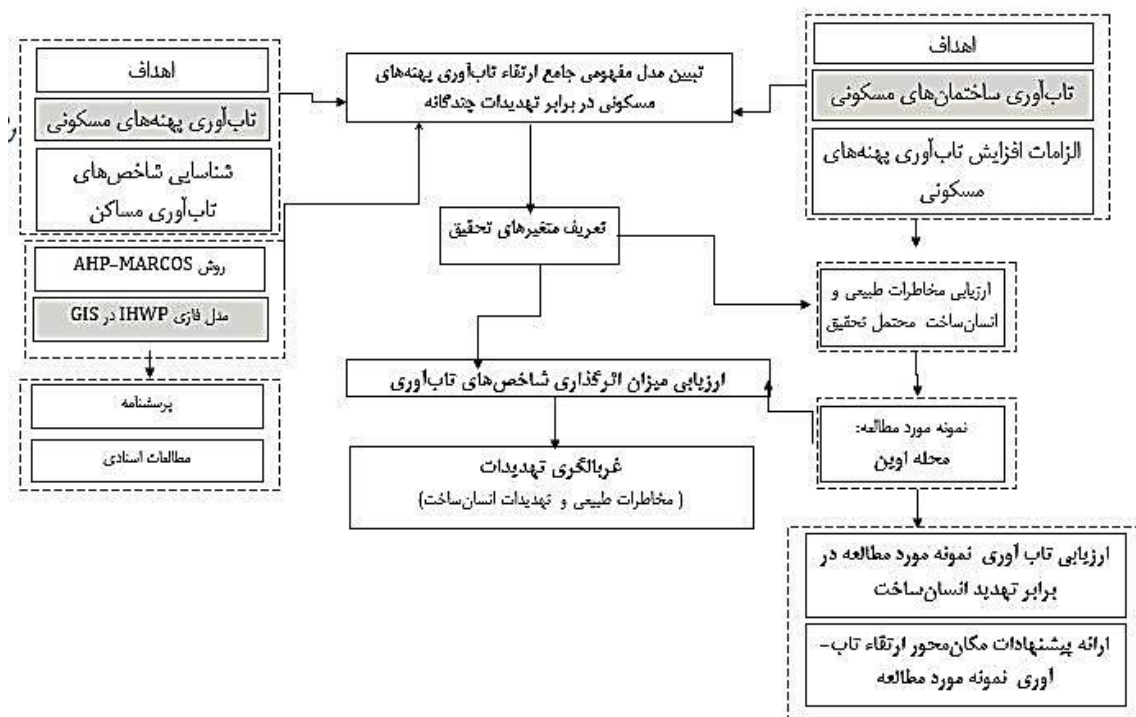 اهداف
تاب‌آوری ساختمان‌های مسکونی
الزامات افزایش تاب‌آوری پهنه‌های
مسکونی
ارزیابی مخاطرات طبیعی و
انسان‌ساخت محتمل تحقیق
نمونه مورد مطالعه:
محله اوین
ارزیابی تاب آوری نمونه مورد مطالعه در
برابر تهدید انسان‌ساخت
ارائه پیشنهادات مکان‌محور ارتقاء تاب-
آوری نمونه مورد مطالعه
تبیین مدل مفهومی جامع ارتقاء تاب‌آوری پهنه‌های
مسکونی در برابر تهدیدات چندگانه
تعریف متغیرهای تحقیق
ارزیابی میزان اثرگذاری شاخص‌های تاب‌آوری
غربالگری تهدیدات
(مخاطرات طبیعی و تهدیدات انسان‌ساخت)
اهداف
تاب‌آوری پهنه‌های مسکونی
شناسایی شاخص‌های
تاب‌آوری مساکن
روش AHP-MARCOS
مدل فازی IHWP در GIS
پرسشنامه
مطالعات اسنادی